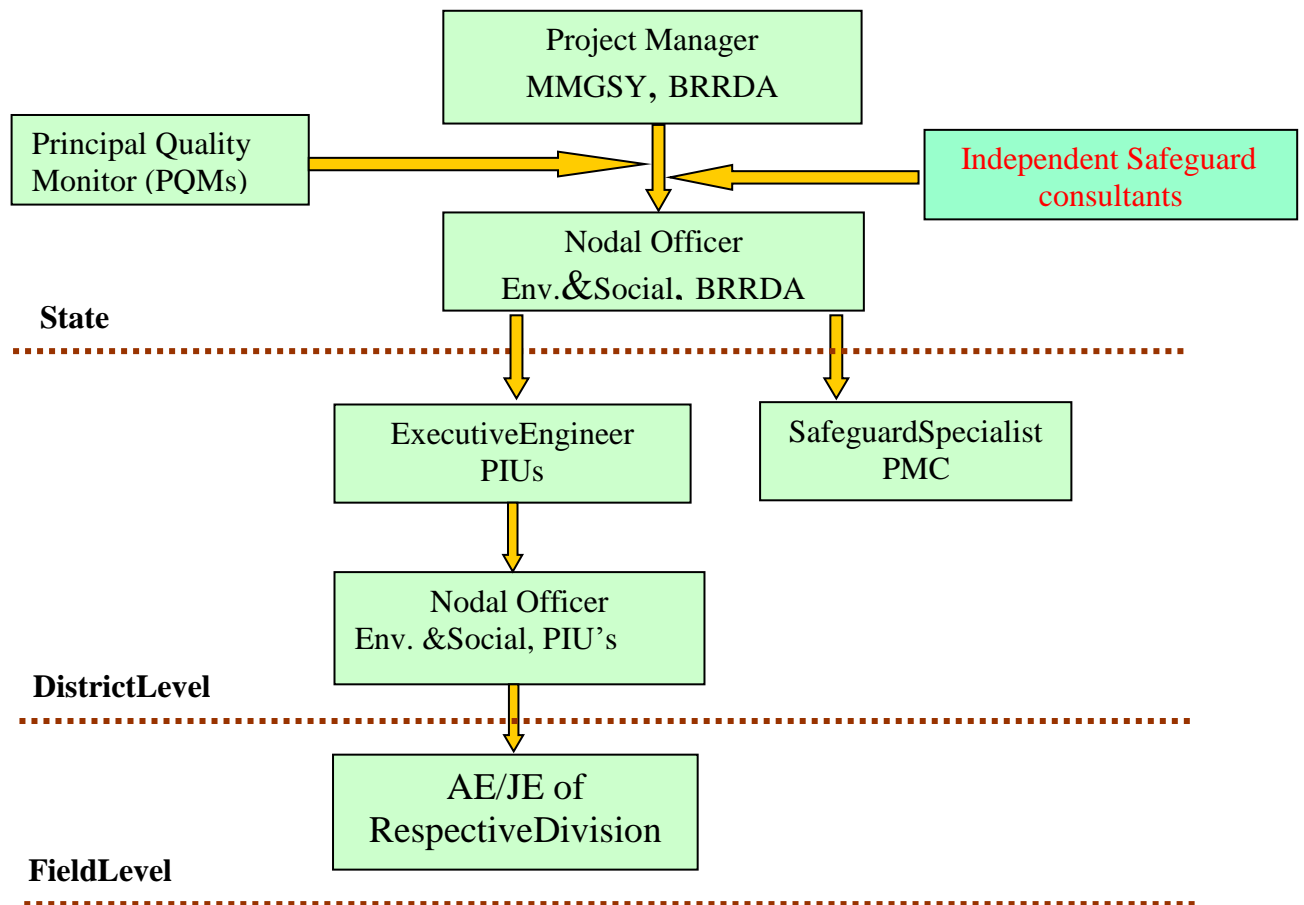 Project Manager
MMGSY, BRRDA
Principal Quality
Monitor (PQMs)
Independent Safeguard
consultants
Nodal Officer
Env.&Social, BRRDA
State
ExecutiveEngineer
PIUs
SafeguardSpecialist
PMC
Nodal Officer
Env. &Social, PIU’s
DistrictLevel
AE/JE of
RespectiveDivision
FieldLevel